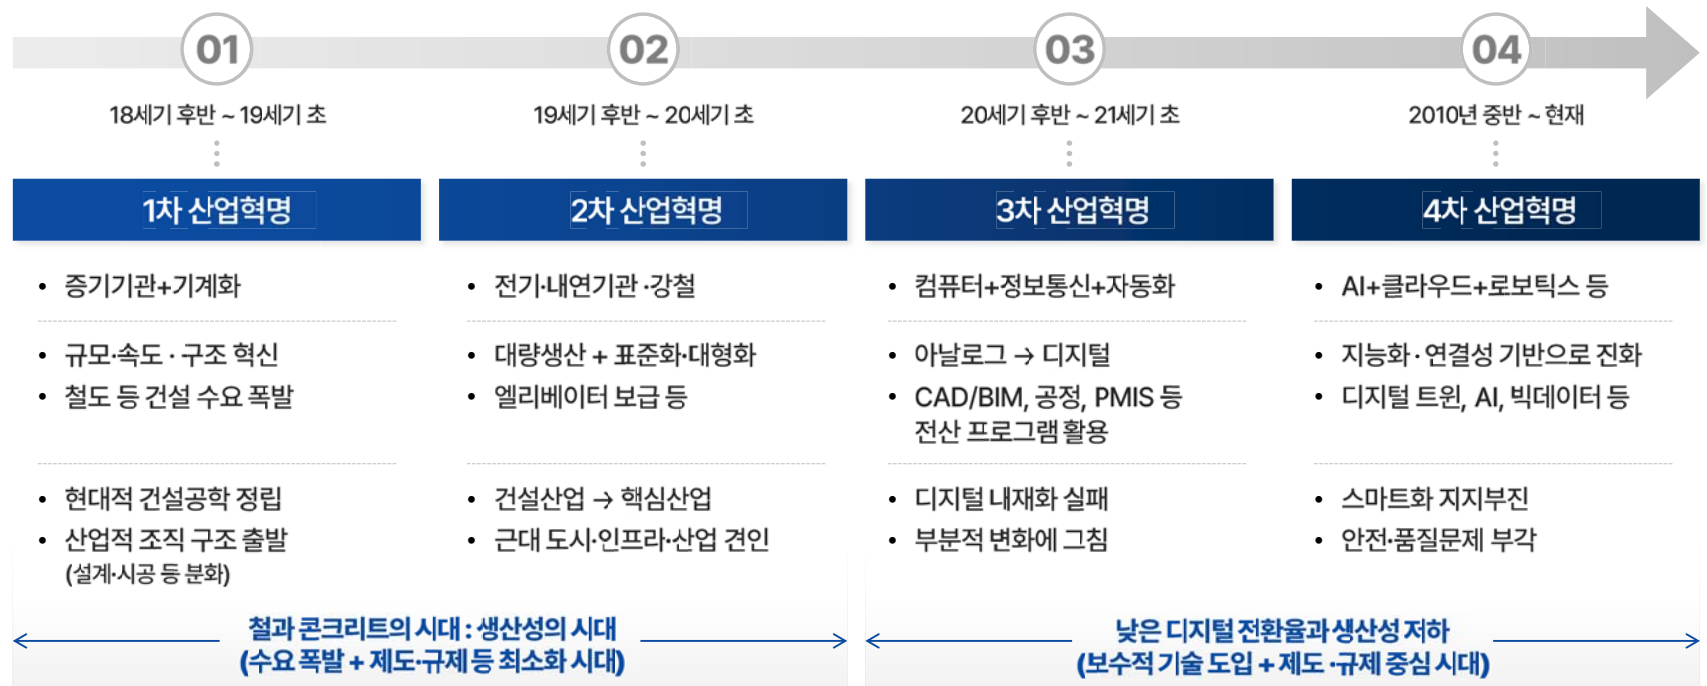 01
02
03
04
18세기 후반 ~ 19세기 초
19세기 후반 ~ 20세기 초
20세기 후반 ~ 21세기 초
2010년 중반 ~ 현재
1차 산업혁명
2차 산업혁명
3차 산업혁명
4차 산업혁명
• 증기기관+기계화
• 규모·속도 · 구조 혁신
• 철도 등 건설 수요 폭발
• 현대적 건설공학 정립
• 산업적 조직 구조 출발
(설계·시공 등 분화)
• 전기·내연기관 ·강철
• 대량생산 + 표준화·대형화
• 엘리베이터 보급 등
• 건설산업 → 핵심산업
• 근대 도시·인프라·산업 견인
• 컴퓨터+정보통신+자동화
• 아날로그 → 디지털
• CAD/BIM, 공정, PMIS 등
전산 프로그램 활용
• 디지털 내재화 실패
• 부분적 변화에 그침
• AI+클라우드+로보틱스 등
• 지능화 · 연결성 기반으로 진화
• 디지털 트윈, AI, 빅데이터 등
• 스마트화 지지부진
• 안전·품질문제 부각
철과 콘크리트의 시대 : 생산성의 시대
(수요 폭발 + 제도·규제 등 최소화 시대)
낮은 디지털 전환율과 생산성 저하
(보수적 기술 도입 + 제도 ·규제 중심 시대)